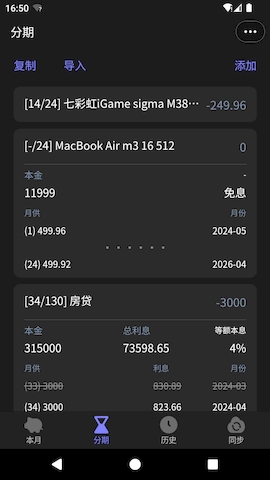 16:50
分期
复制 导入 添加
[14/24] 七彩虹iGame sigma M38… -249.96
[-/24] MacBook Air m3 16 512 0
本金 -
11999 免息
月供 月份
(1) 499.96 2024-05
······
(24) 499.92 2026-04
[34/130] 房贷 -3000
本金 总利息 等额本息
315000 73598.65 4%
月供 利息 月份
(33) 3000 830.89 2024-03
(34) 3000 823.66 2024-04
本月 分期 历史 同步